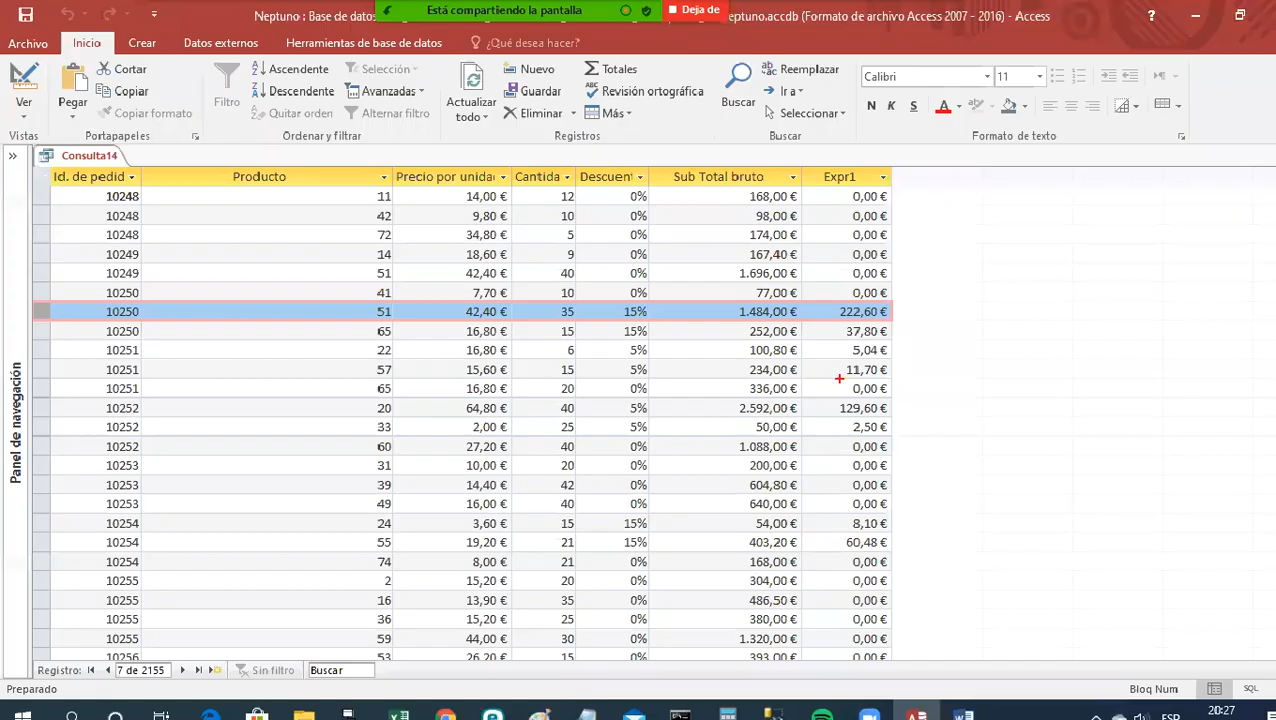 Neptuno : Base de datos
Está compartiendo la pantalla
Deja de
eptuno.accdb (Formato de archivo Access 2007 - 2016) - Access
?
Archivo Inicio Crear Datos externos Herramientas de base de datos ¿Qué desea hacer?
Ver
Pegar
Cortar
Copiar
Copiar formato
Filtro
Ascendente
Descendente
Quitar orden
Selección
Avanzadas
Alternar filtro
Actualizar todo
Nuevo
Guardar
Eliminar
Totales
Revisión ortográfica
Más
Buscar
Reemplazar
Ir a
Seleccionar
Calibri 11
N K S A
Vistas Portapapeles Ordenar y filtrar Registros Buscar Formato de texto
» Consulta14
Panel de navegación
Id. de pedid Producto Precio por unidad Cantida Descuent Sub Total bruto Expr1
10248 11 14,00 € 12 0% 168,00 € 0,00 €
10248 42 9,80 € 10 0% 98,00 € 0,00 €
10248 72 34,80 € 5 0% 174,00 € 0,00 €
10249 14 18,60 € 9 0% 167,40 € 0,00 €
10249 51 42,40 € 40 0% 1.696,00 € 0,00 €
10250 41 7,70 € 10 0% 77,00 € 0,00 €
10250 51 42,40 € 35 15% 1.484,00 € 222,60 €
10250 65 16,80 € 15 15% 252,00 € 37,80 €
10251 22 16,80 € 6 5% 100,80 € 5,04 €
10251 57 15,60 € 15 5% 234,00 € 11,70 €
10251 65 16,80 € 20 0% 336,00 € 0,00 €
10252 20 64,80 € 40 5% 2.592,00 € 129,60 €
10252 33 2,00 € 25 5% 50,00 € 2,50 €
10252 60 27,20 € 40 0% 1.088,00 € 0,00 €
10253 31 10,00 € 20 0% 200,00 € 0,00 €
10253 39 14,40 € 42 0% 604,80 € 0,00 €
10253 49 16,00 € 40 0% 640,00 € 0,00 €
10254 24 3,60 € 15 15% 54,00 € 8,10 €
10254 55 19,20 € 21 15% 403,20 € 60,48 €
10254 74 8,00 € 21 0% 168,00 € 0,00 €
10255 2 15,20 € 20 0% 304,00 € 0,00 €
10255 16 13,90 € 35 0% 486,50 € 0,00 €
10255 36 15,20 € 25 0% 380,00 € 0,00 €
10255 59 44,00 € 30 0% 1.320,00 € 0,00 €
10256 53 26,20 € 15 0% 393,00 € 0,00 €
Registro: 7 de 2155 Sin filtro Buscar
Preparado Bloq Num SQL
ESP 20:27